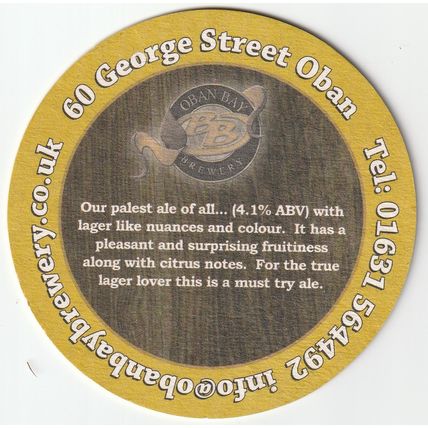 60 George Street Oban
Tel: 01631 564492
info@obanbaybrewery.co.uk
OBAN BAY
BREWERY
Our palest ale of all... (4.1% ABV) with
lager like nuances and colour. It has a
pleasant and surprising fruitiness
along with citrus notes. For the true
lager lover this is a must try ale.